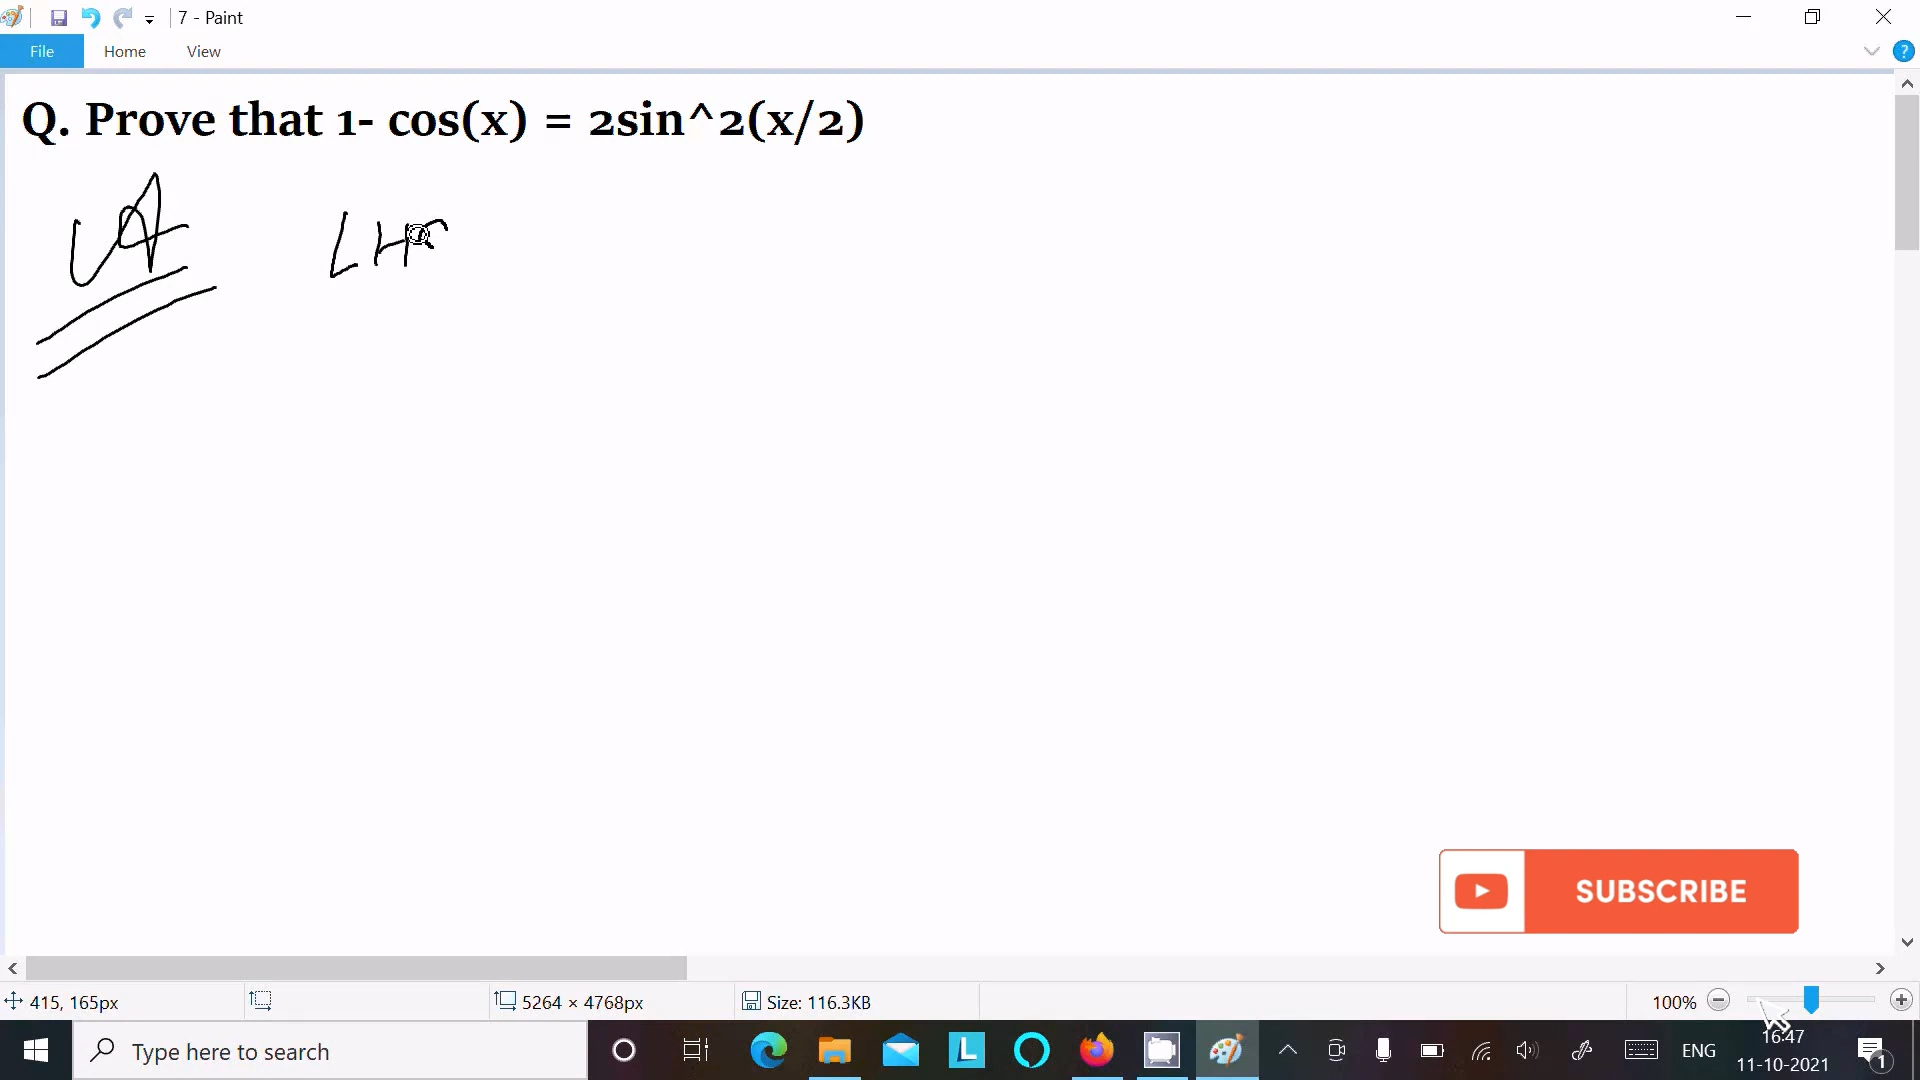 7 - Paint
File Home View
Q. Prove that 1- cos(x) = 2sin^2(x/2)
SUBSCRIBE
415, 165px 5264 × 4768px Size: 116.3KB 100%
Type here to search
L
ENG
16:47
11-10-2021
1